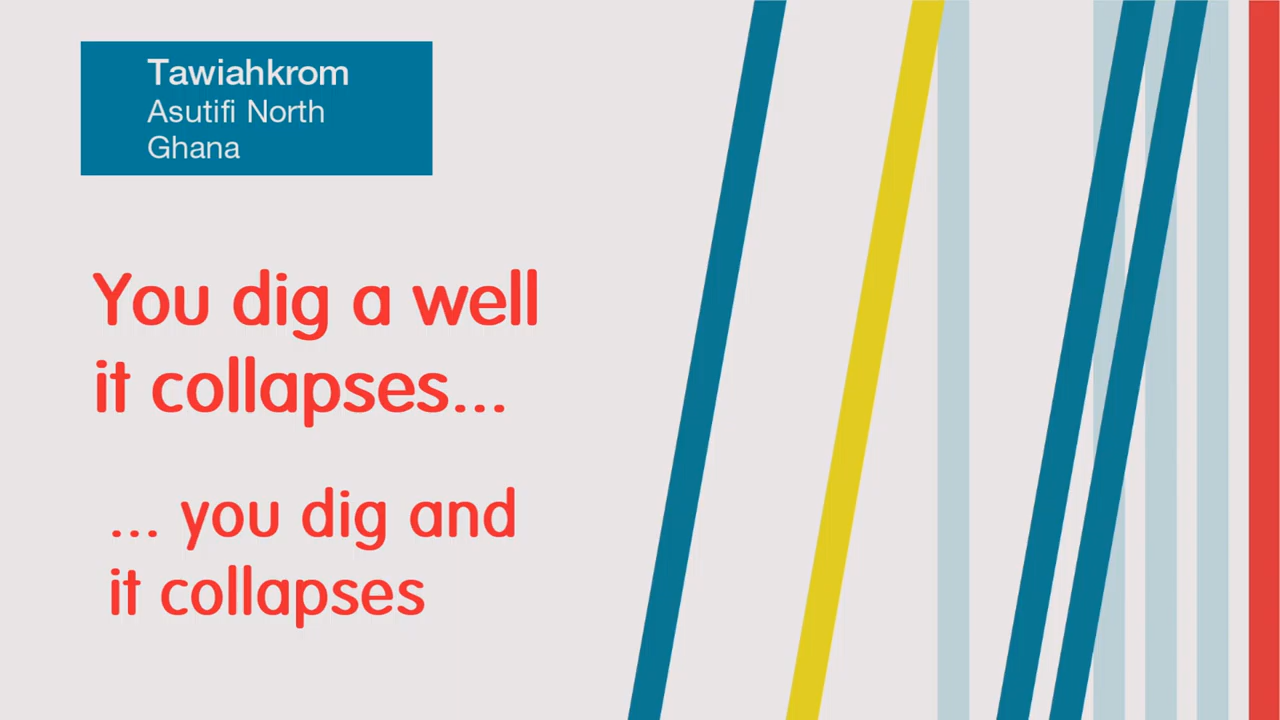 Tawiahkrom
Asutifi North
Ghana
You dig a well
it collapses...
... you dig and
it collapses